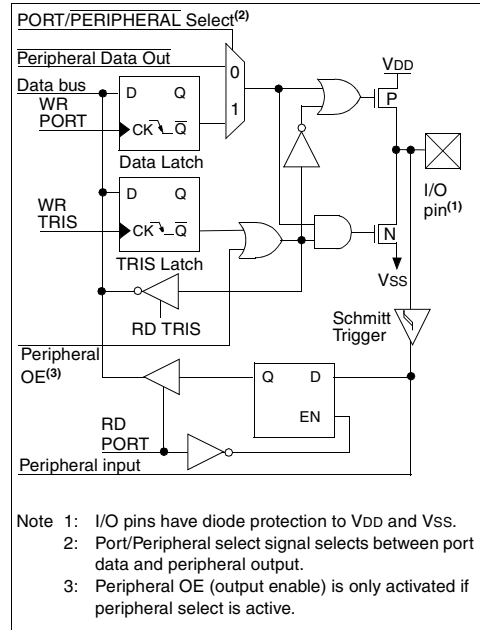 PORT/PERIPHERAL Select(2)
Peripheral Data Out
Data bus
WR
PORT
D Q
CK Q
Data Latch
0
1
VDD
P
I/O
pin(1)
WR
TRIS
D Q
CK Q
TRIS Latch
N
VSS
RD TRIS
Schmitt
Trigger
Peripheral
OE(3)
Q D
EN
RD
PORT
Peripheral input
Note 1: I/O pins have diode protection to VDD and VSS.
2: Port/Peripheral select signal selects between port
data and peripheral output.
3: Peripheral OE (output enable) is only activated if
peripheral select is active.